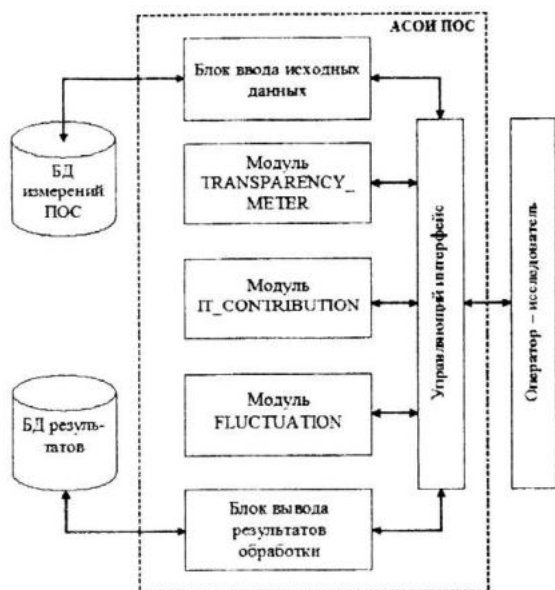 АСОИ ПОС
Блок ввода исходных
данных
БД
измерений
ПОС
Модуль
TRANSPARENCY_
METER
Модуль
IT_CONTRIBUTION
Модуль
FLUCTUATION
БД резуль-
татов
Блок вывода
результатов
обработки
Управляющий интерфейс
Оператор – исследователь